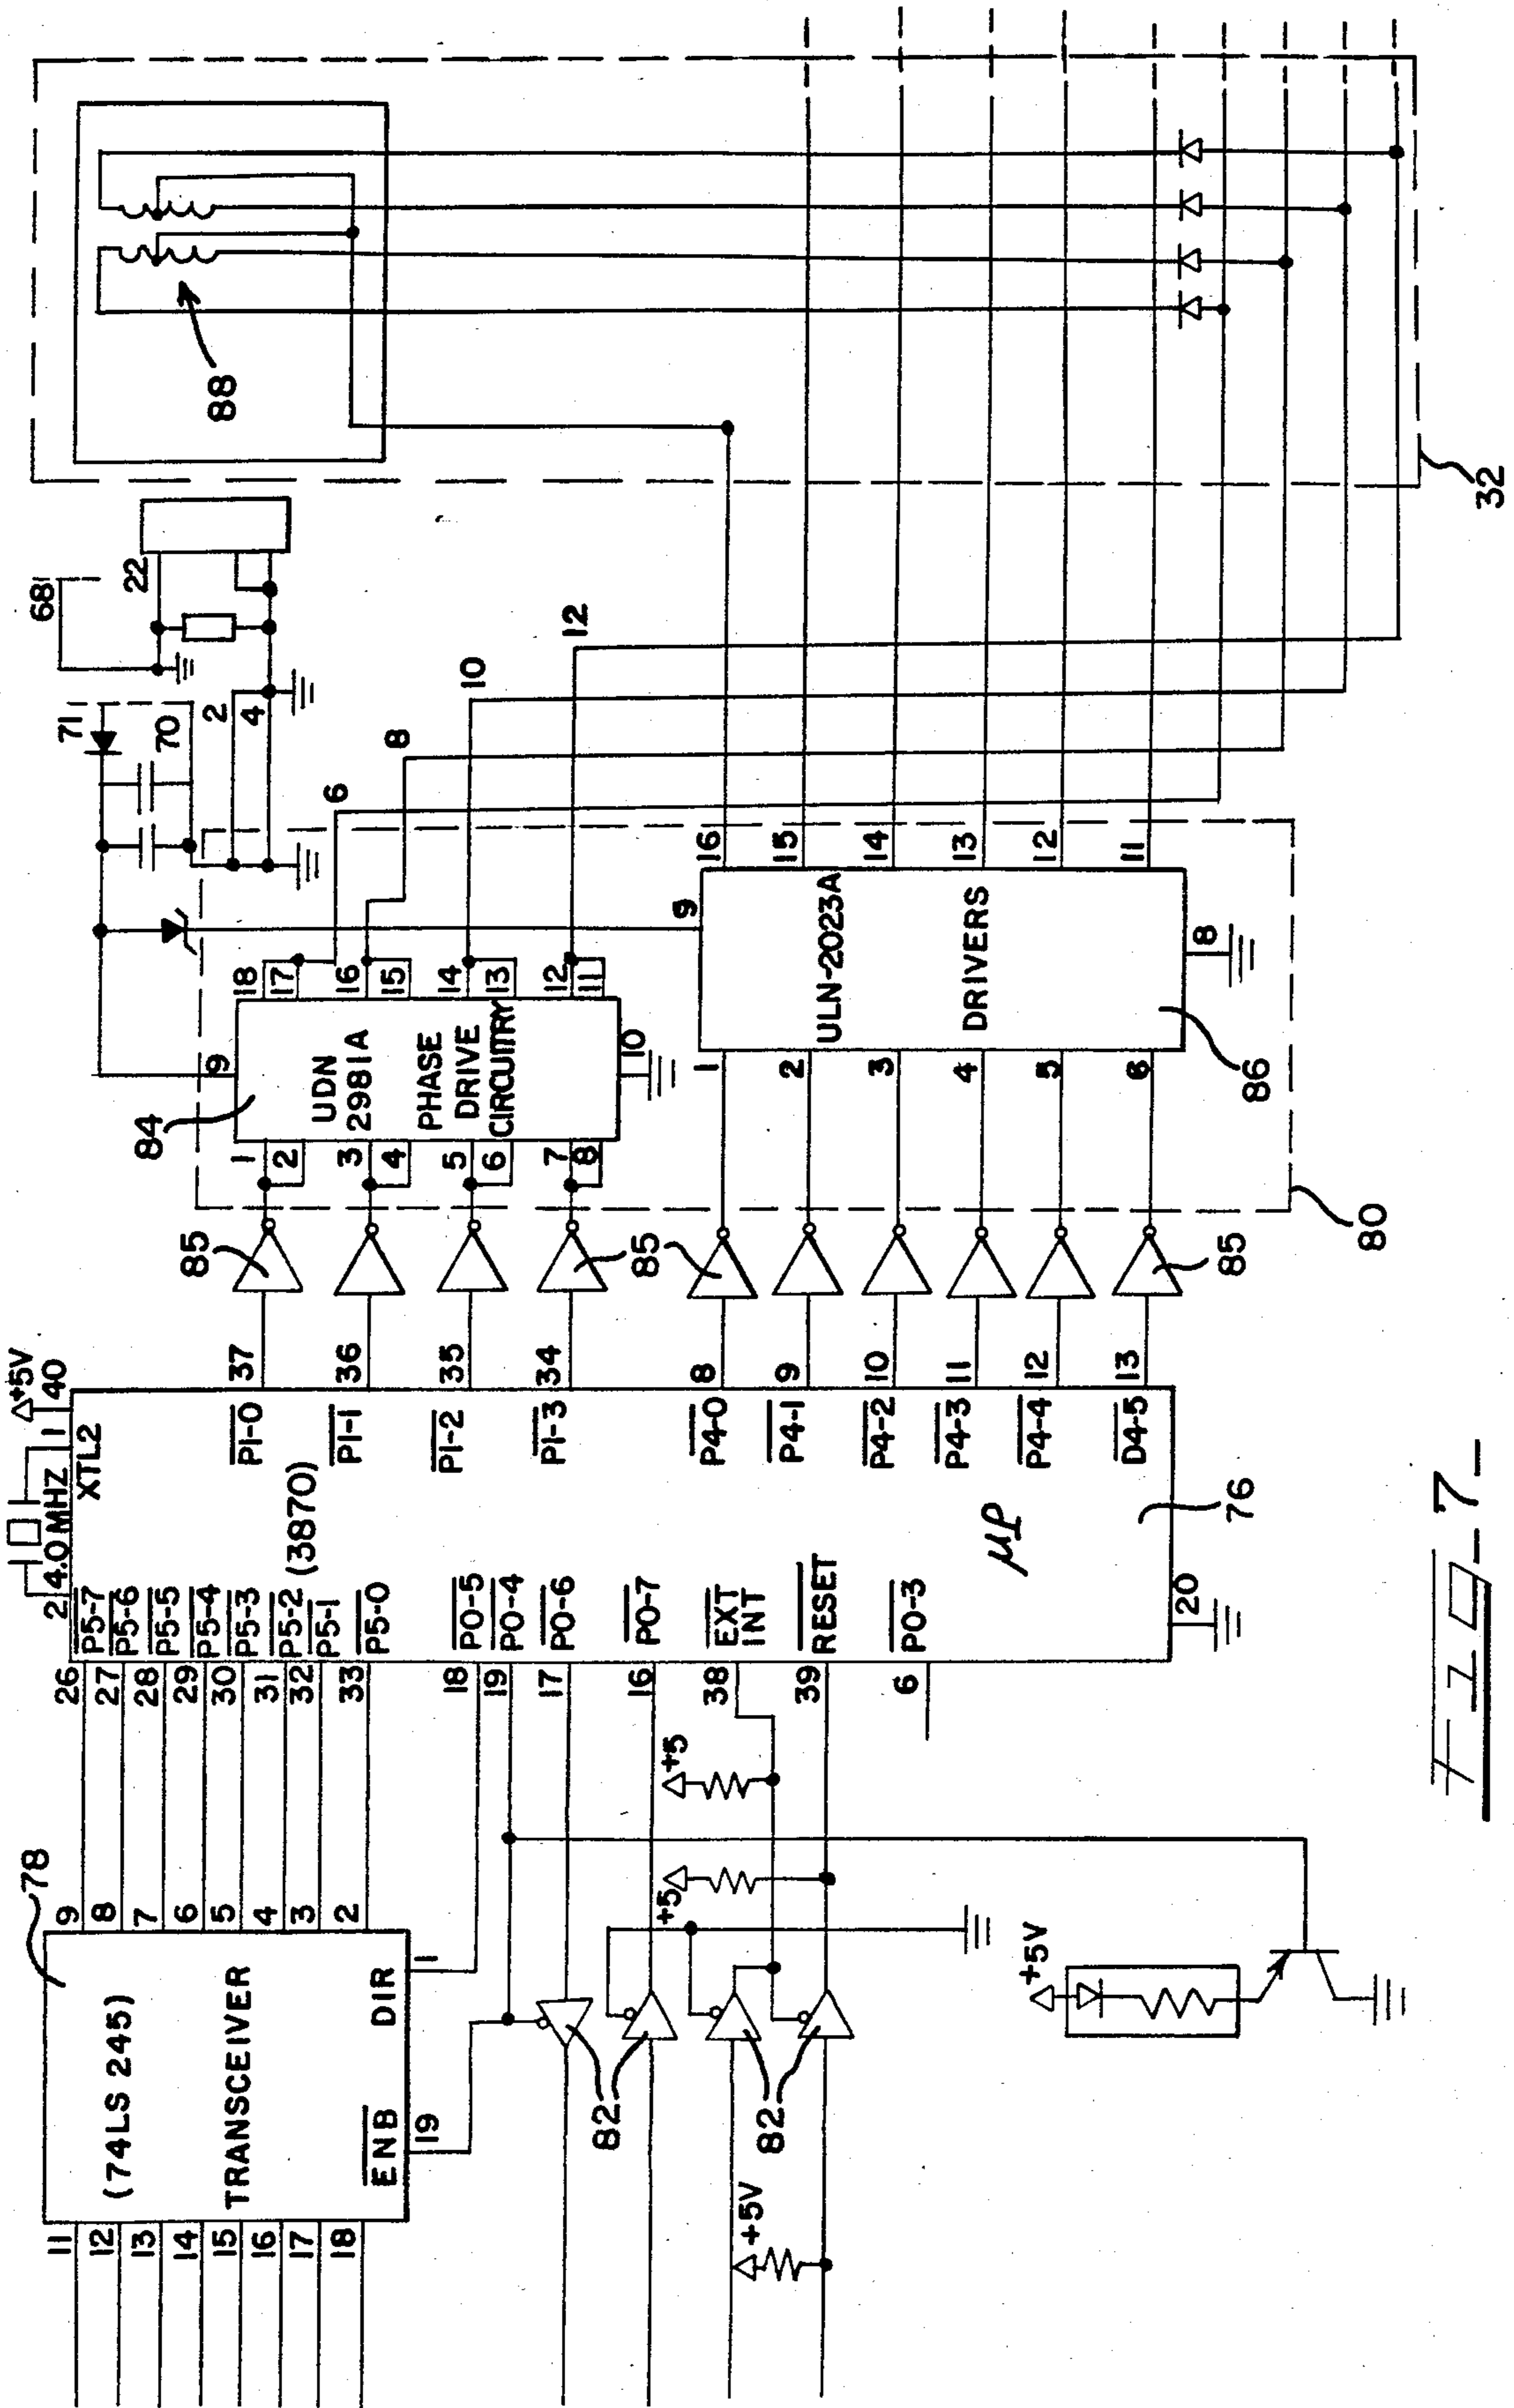 78
(74LS 245)
TRANSCEIVER
ENB
DIR
11
12
13
14
15
16
17
18
19
1
9
8
7
6
5
4
3
2
26
27
28
29
30
31
32
33
18
19
17
16
38
39
6
82
82
+5V
+5
+5
+5V
2
4.0 MHZ
1
40
+5V
XTL2
P5-7
P5-6
P5-5
P5-4
P5-3
P5-2
P5-1
P5-0
(3870)
P0-5
P0-4
P0-6
P0-7
EXT
INT
RESET
P0-3
μP
76
20
P1-0
P1-1
P1-2
P1-3
P4-0
P4-1
P4-2
P4-3
P4-4
D4-5
37
36
35
34
8
9
10
11
12
13
85
85
85
80
84
1
2
3
4
5
6
7
8
9
UDN
2981A
PHASE
DRIVE
CIRCUITRY
10
18
17
16
15
14
13
12
11
1
2
3
4
5
6
9
ULN-2023A
DRIVERS
86
8
16
15
14
13
12
11
6
8
10
12
71
70
2
4
68
22
88
32
FIG_7_